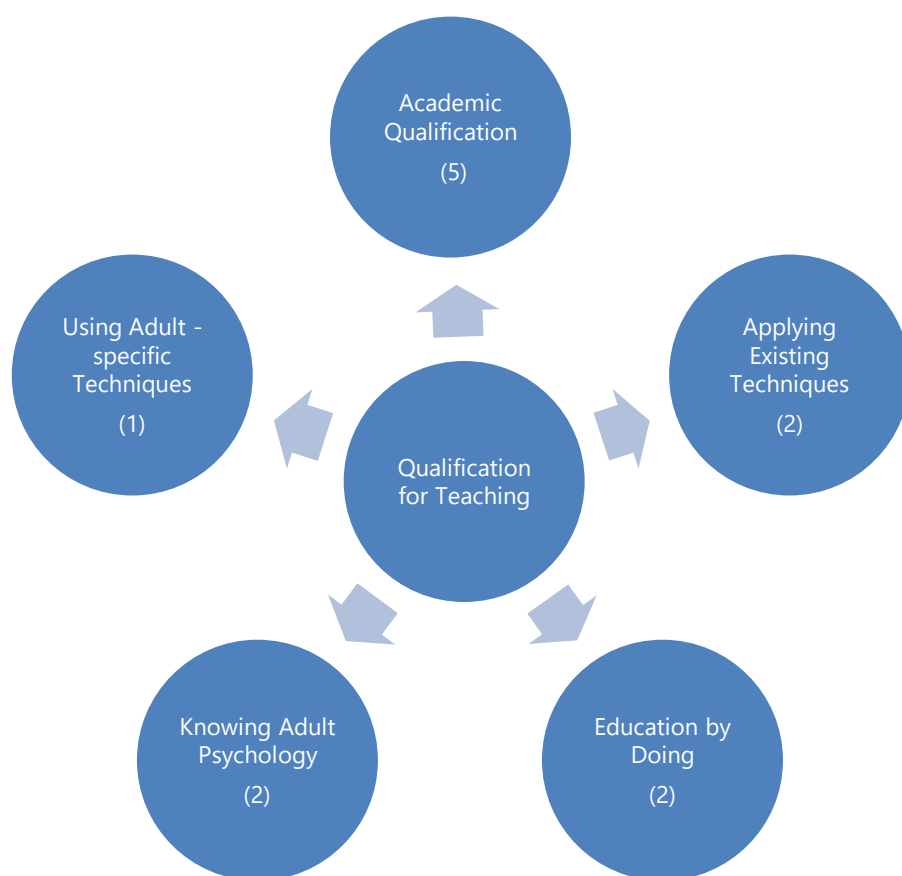 Academic
Qualification
(5)
Using Adult -
specific
Techniques
(1)
Applying
Existing
Techniques
(2)
Qualification
for Teaching
Knowing Adult
Psychology
(2)
Education by
Doing
(2)